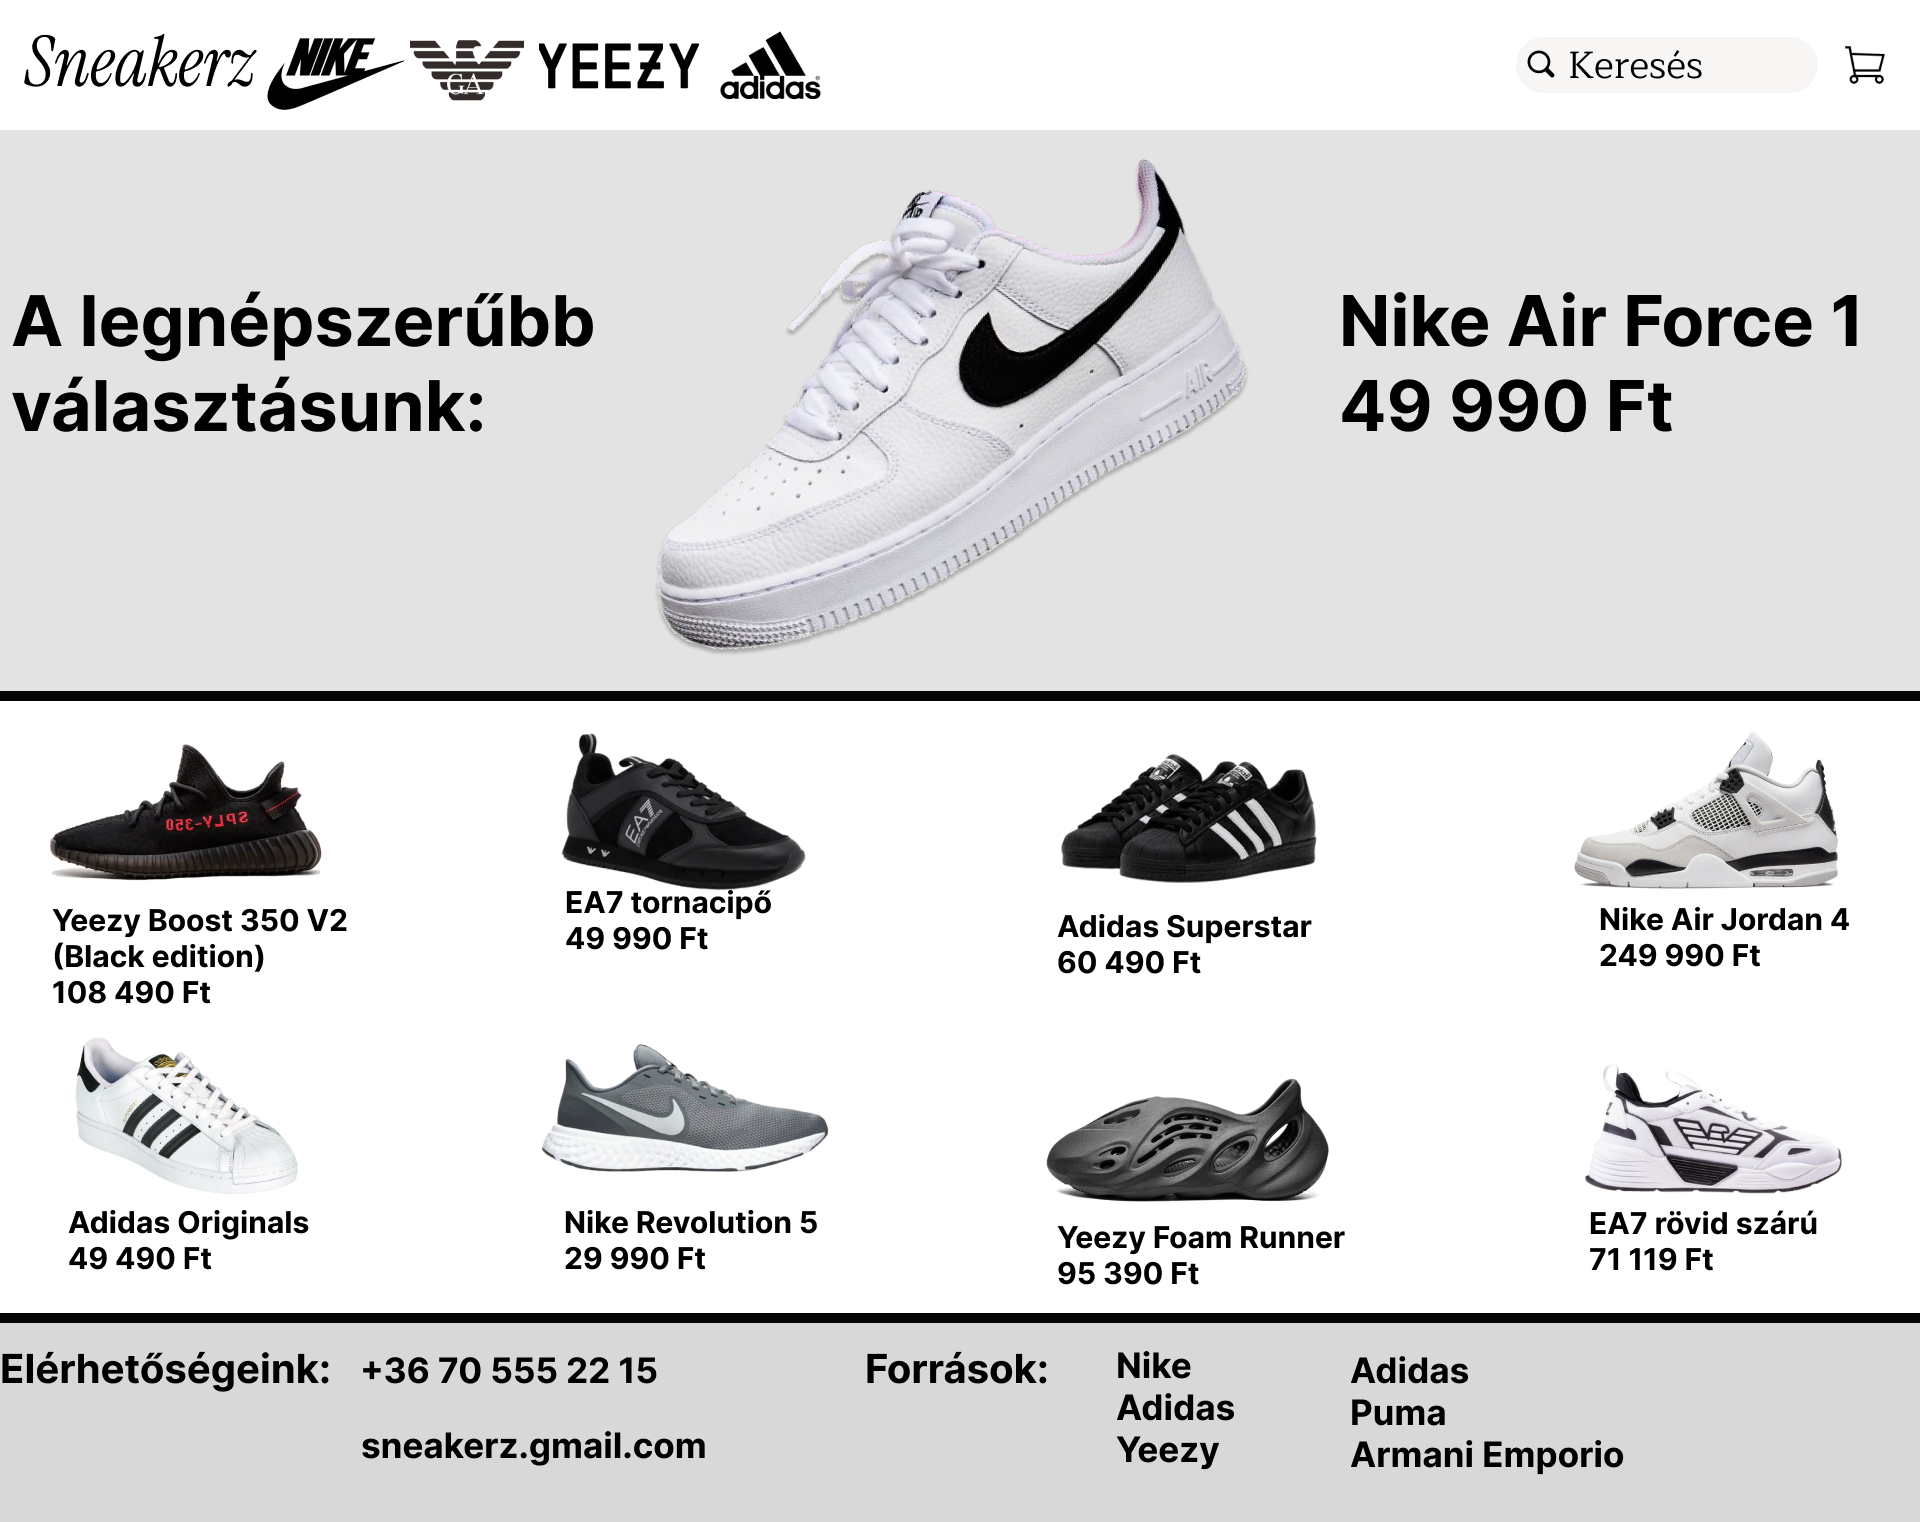 Sneakerz NIKE GA YEEZY adidas Keresés
A legnépszerűbb
választásunk:
AIR
Nike Air Force 1
49 990 Ft
SPLY-350
Yeezy Boost 350 V2
(Black edition)
108 490 Ft
EA7
EA7 tornacipő
49 990 Ft
Adidas Superstar
60 490 Ft
Nike Air Jordan 4
249 990 Ft
Adidas Originals
49 490 Ft
Nike Revolution 5
29 990 Ft
Yeezy Foam Runner
95 390 Ft
EA7 rövid szárú
71 119 Ft
Elérhetőségeink:
+36 70 555 22 15
sneakerz.gmail.com
Források:
Nike
Adidas
Yeezy
Adidas
Puma
Armani Emporio